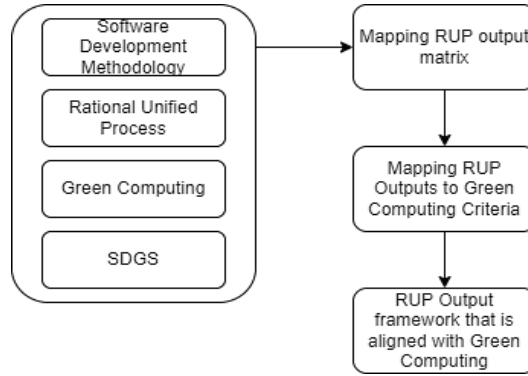 Software
Development
Methodology
Rational Unified
Process
Green Computing
SDGS
Mapping RUP output
matrix
Mapping RUP
Outputs to Green
Computing Criteria
RUP Output
framework that is
aligned with Green
Computing